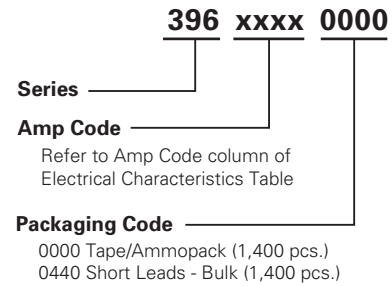 396 xxxx 0000
Series
Amp Code
Refer to Amp Code column of
Electrical Characteristics Table
Packaging Code
0000 Tape/Ammopack (1,400 pcs.)
0440 Short Leads - Bulk (1,400 pcs.)